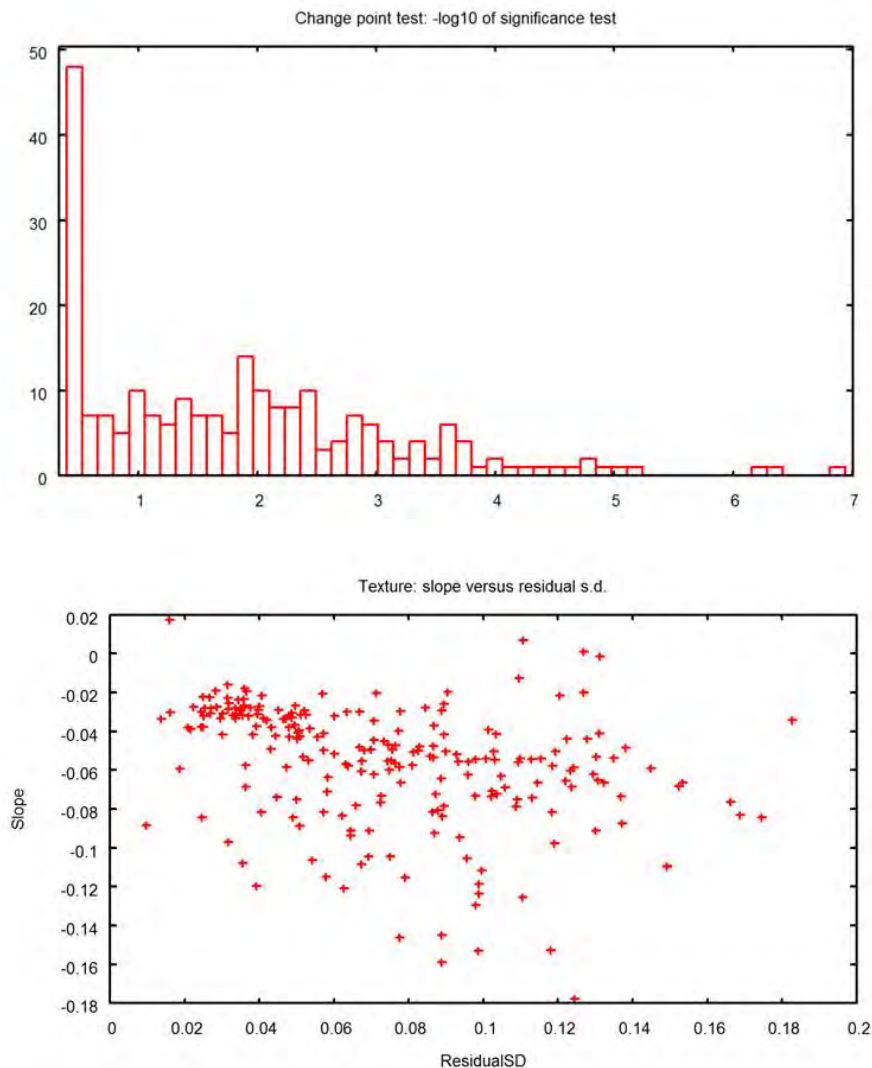 Change point test: -log10 of significance test
50
40
30
20
10
0
1 2 3 4 5 6 7
Texture: slope versus residual s.d.
0.02
0
-0.02
-0.04
-0.06
-0.08
-0.1
-0.12
-0.14
-0.16
-0.18
Slope
0 0.02 0.04 0.06 0.08 0.1 0.12 0.14 0.16 0.18 0.2
ResidualSD